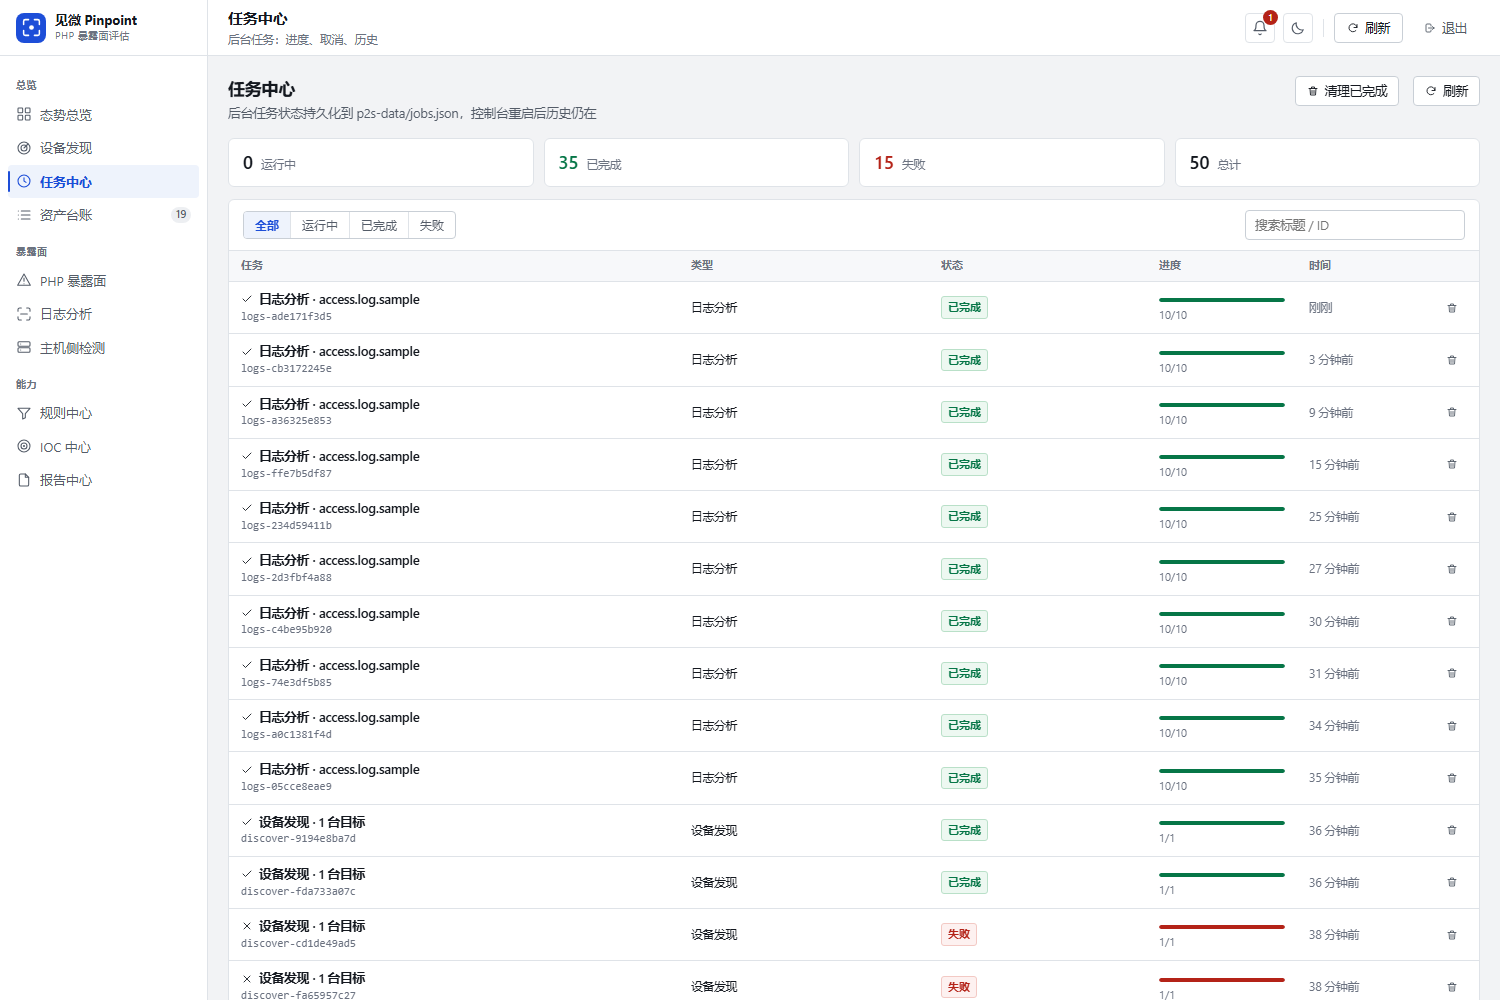 见微 Pinpoint
PHP 暴露面评估
总览
态势总览
设备发现
任务中心
资产台账 19
暴露面
PHP 暴露面
日志分析
主机侧检测
能力
规则中心
IOC 中心
报告中心
任务中心
后台任务：进度、取消、历史
1
刷新
退出
任务中心
后台任务状态持久化到 p2s-data/jobs.json，控制台重启后历史仍在
清理已完成
刷新
0 运行中
35 已完成
15 失败
50 总计
全部 运行中 已完成 失败
搜索标题 / ID
任务 类型 状态 进度 时间
日志分析 · access.log.sample
logs-ade171f3d5
日志分析 已完成 10/10 刚刚
日志分析 · access.log.sample
logs-cb3172245e
日志分析 已完成 10/10 3 分钟前
日志分析 · access.log.sample
logs-a36325e853
日志分析 已完成 10/10 9 分钟前
日志分析 · access.log.sample
logs-ffe7b5df87
日志分析 已完成 10/10 15 分钟前
日志分析 · access.log.sample
logs-234d59411b
日志分析 已完成 10/10 25 分钟前
日志分析 · access.log.sample
logs-2d3fbf4a88
日志分析 已完成 10/10 27 分钟前
日志分析 · access.log.sample
logs-c4be95b920
日志分析 已完成 10/10 30 分钟前
日志分析 · access.log.sample
logs-74e3df5b85
日志分析 已完成 10/10 31 分钟前
日志分析 · access.log.sample
logs-a0c1381f4d
日志分析 已完成 10/10 34 分钟前
日志分析 · access.log.sample
logs-05cce8eae9
日志分析 已完成 10/10 35 分钟前
设备发现 · 1 台目标
discover-9194e8ba7d
设备发现 已完成 1/1 36 分钟前
设备发现 · 1 台目标
discover-fda733a07c
设备发现 已完成 1/1 36 分钟前
设备发现 · 1 台目标
discover-cd1de49ad5
设备发现 失败 1/1 38 分钟前
设备发现 · 1 台目标
discover-fa65957c27
设备发现 失败 1/1 38 分钟前